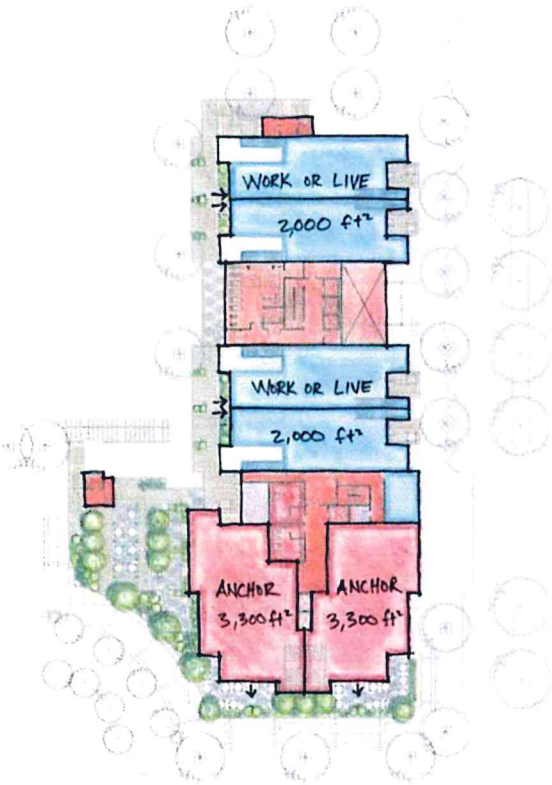 WORK OR LIVE
2,000 ft²
WORK OR LIVE
2,000 ft²
ANCHOR
3,300 ft²
ANCHOR
3,300 ft²